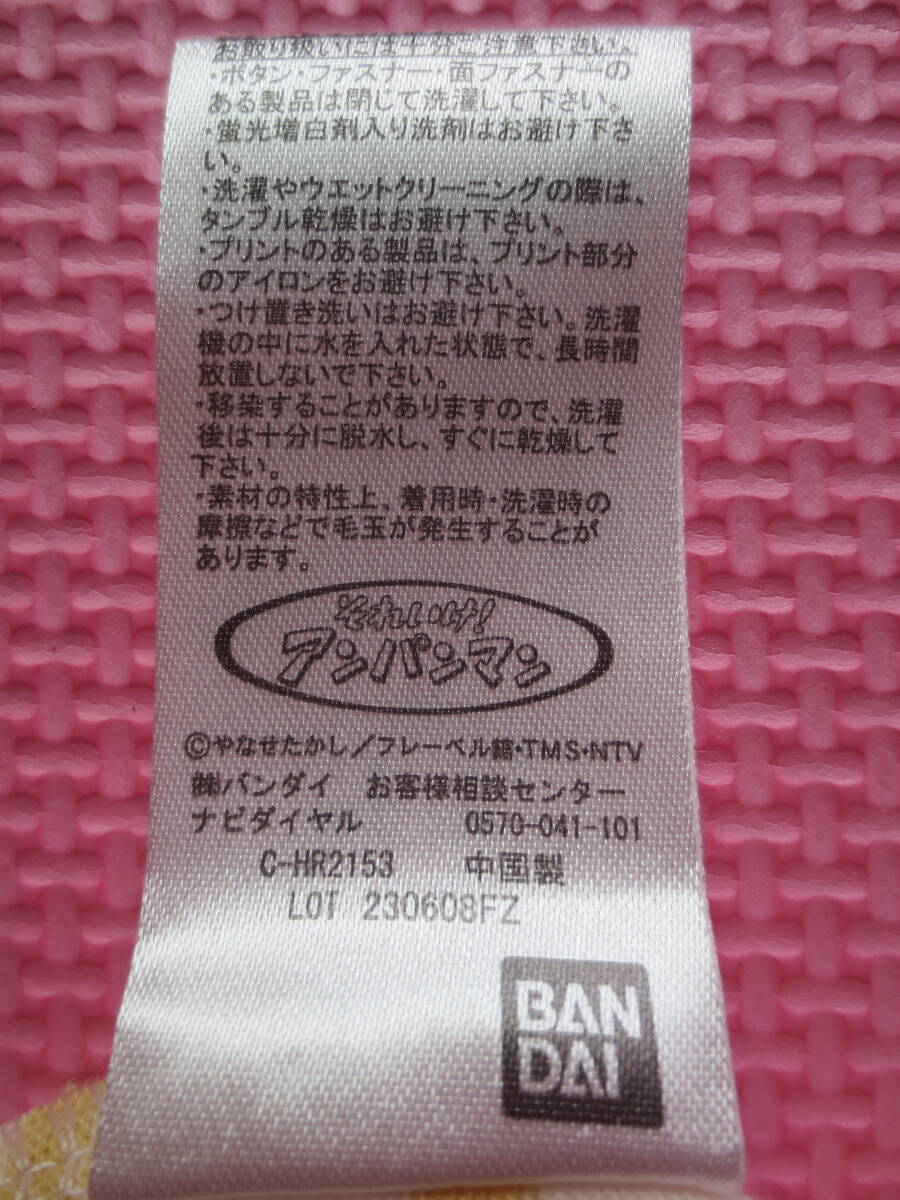 お取り扱いには十分ご注意下さい。
・ボタン・ファスナー・面ファスナーの
ある製品は閉じて洗濯して下さい。
・蛍光増白剤入り洗剤はお避け下さ
い。
・洗濯やウエットクリーニングの際は、
タンブル乾燥はお避け下さい。
・プリントのある製品は、プリント部分
のアイロンをお避け下さい。
・つけ置き洗いはお避け下さい。洗濯
機の中に水を入れた状態で、長時間
放置しないで下さい。
・移染することがありますので、洗濯
後は十分に脱水し、すぐに乾燥して
下さい。
・素材の特性上、着用時・洗濯時の
摩擦などで毛玉が発生することが
あります。
それいけ!
アンパンマン
©やなせたかし/フレーベル館・TMS・NTV
㈱バンダイ お客様相談センター
ナビダイヤル 0570-041-101
C-HR2153 中国製
LOT 230608FZ
BAN
DAI